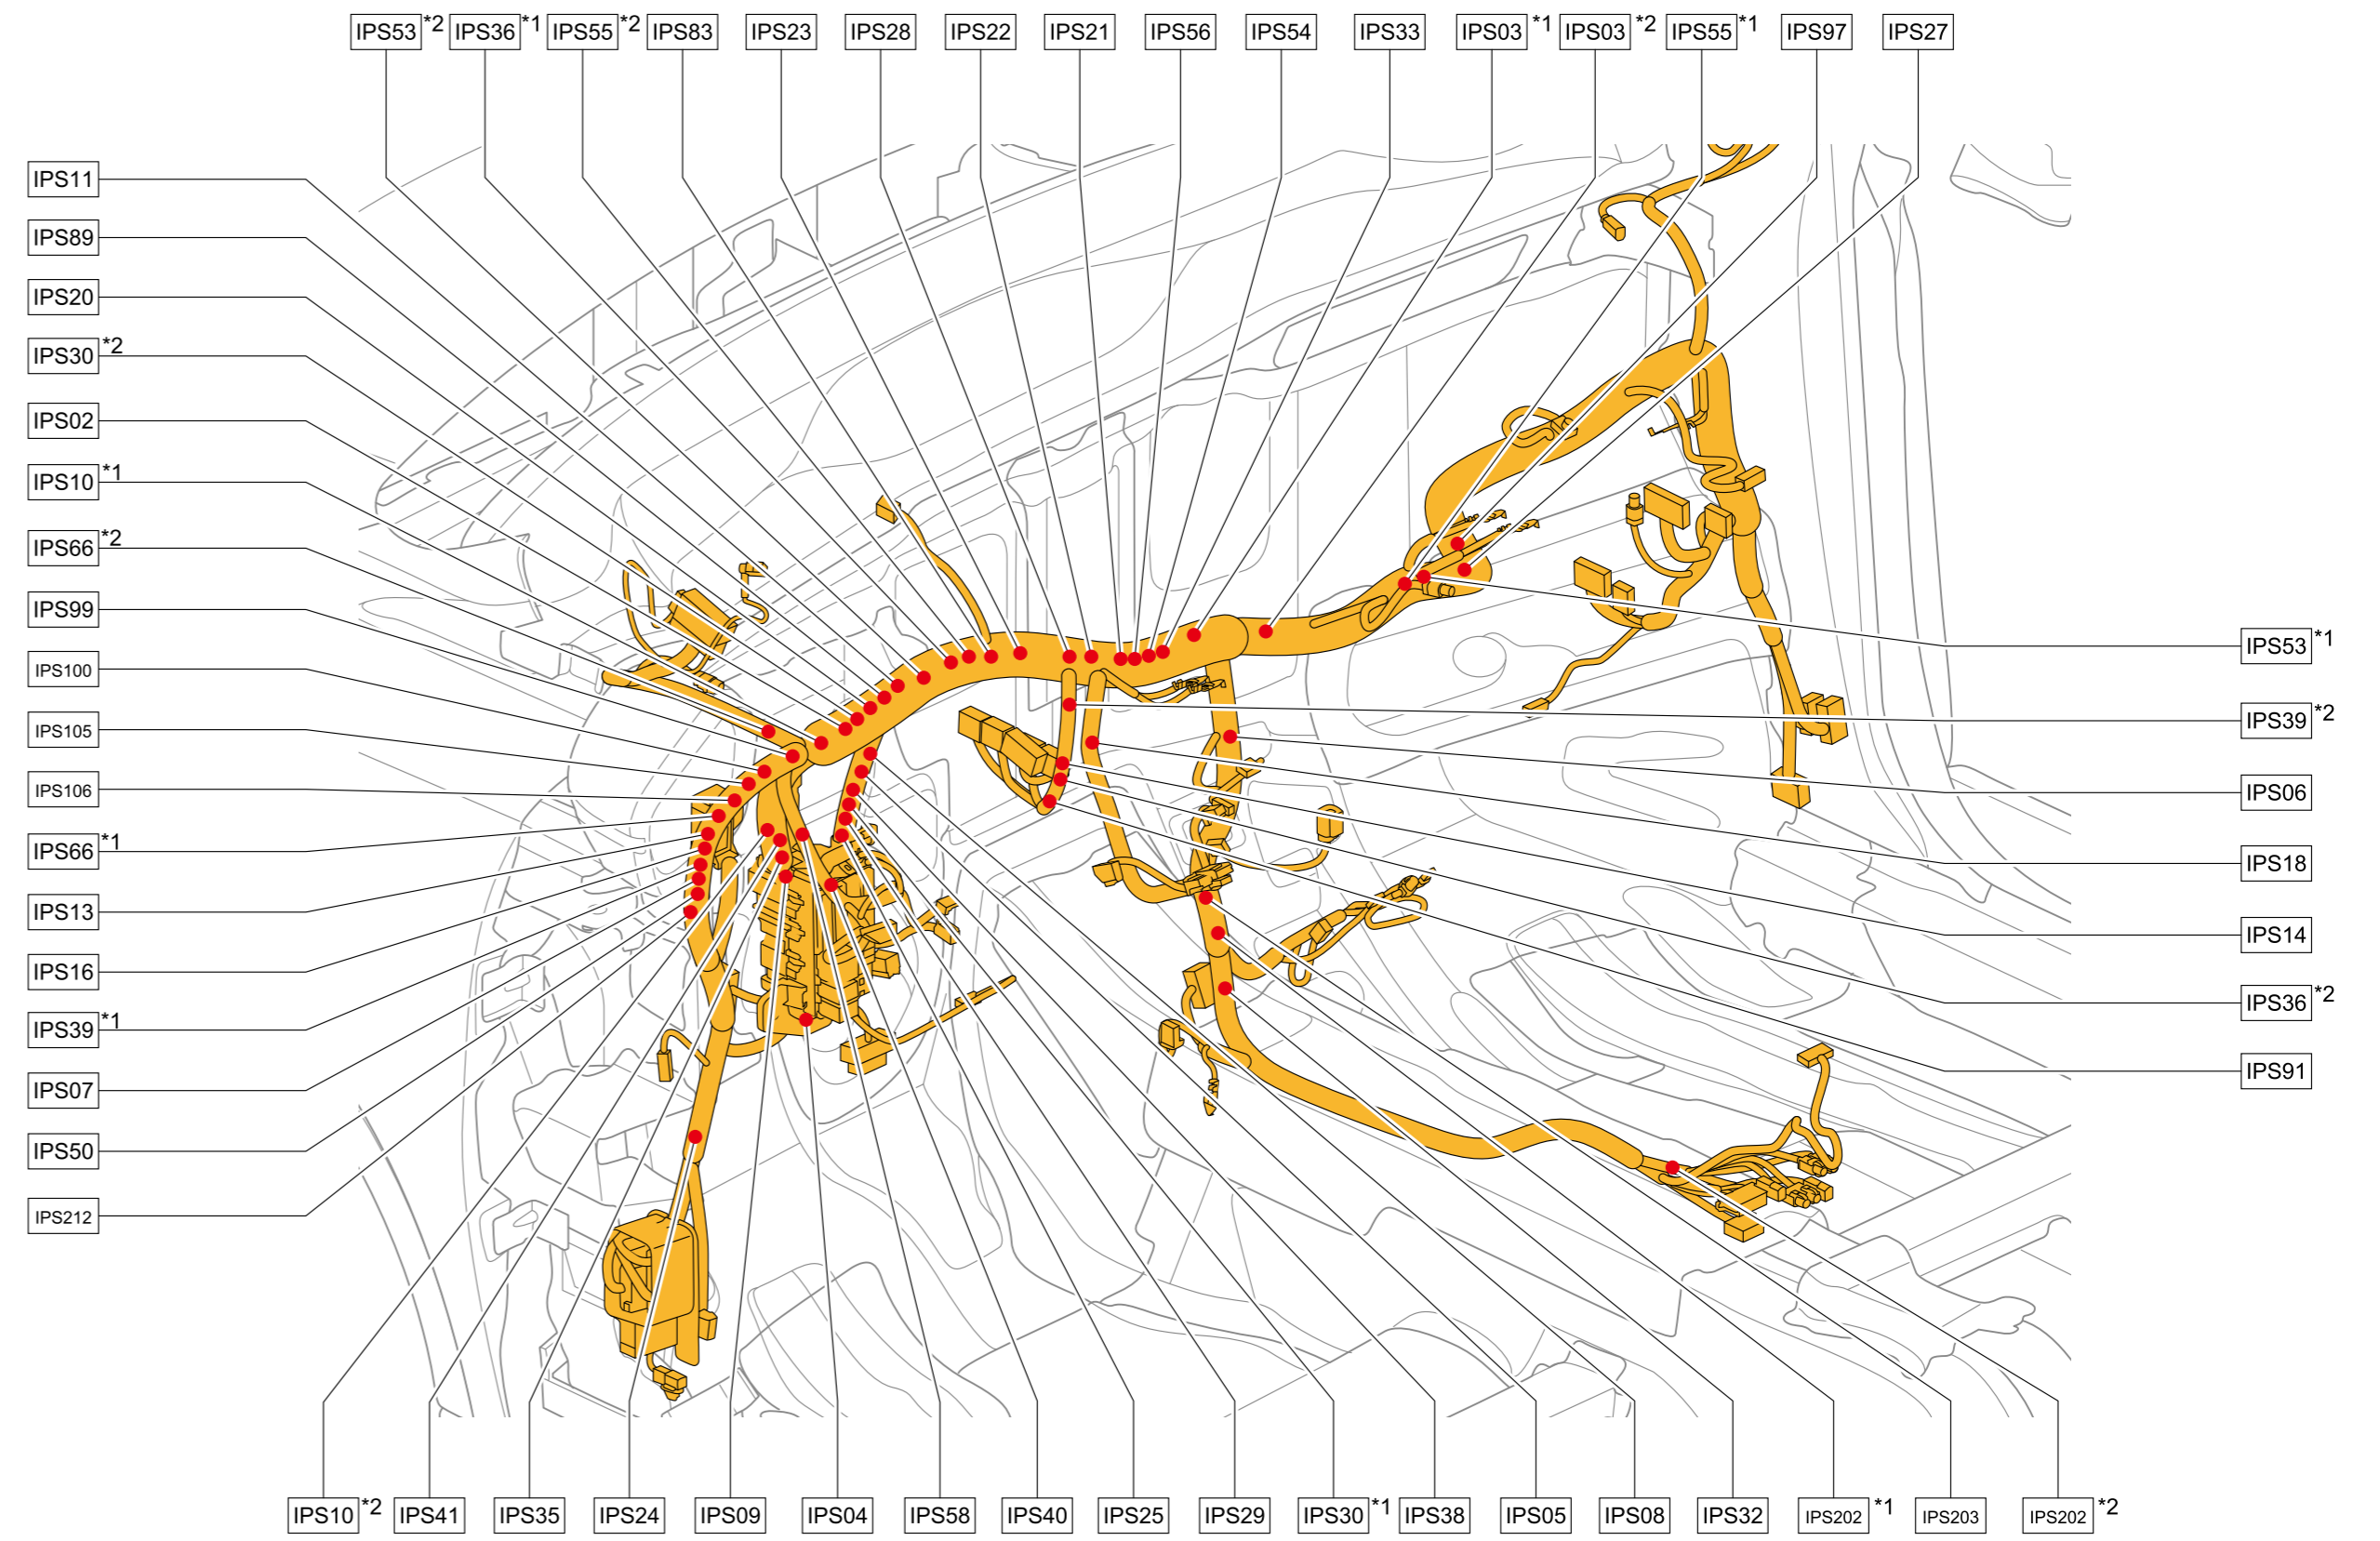 IPS53 *2 IPS36 *1 IPS55 *2 IPS83 IPS23 IPS28 IPS22 IPS21 IPS56 IPS54 IPS33 IPS03 *1 IPS03 *2 IPS55 *1 IPS97 IPS27
IPS11
IPS89
IPS20
IPS30 *2
IPS02
IPS10 *1
IPS66 *2
IPS99
IPS100
IPS105
IPS106
IPS66 *1
IPS13
IPS16
IPS39 *1
IPS07
IPS50
IPS212
IPS53 *1
IPS39 *2
IPS06
IPS18
IPS14
IPS36 *2
IPS91
IPS10 *2 IPS41 IPS35 IPS24 IPS09 IPS04 IPS58 IPS40 IPS25 IPS29 IPS30 *1 IPS38 IPS05 IPS08 IPS32 IPS202 *1 IPS203 IPS202 *2